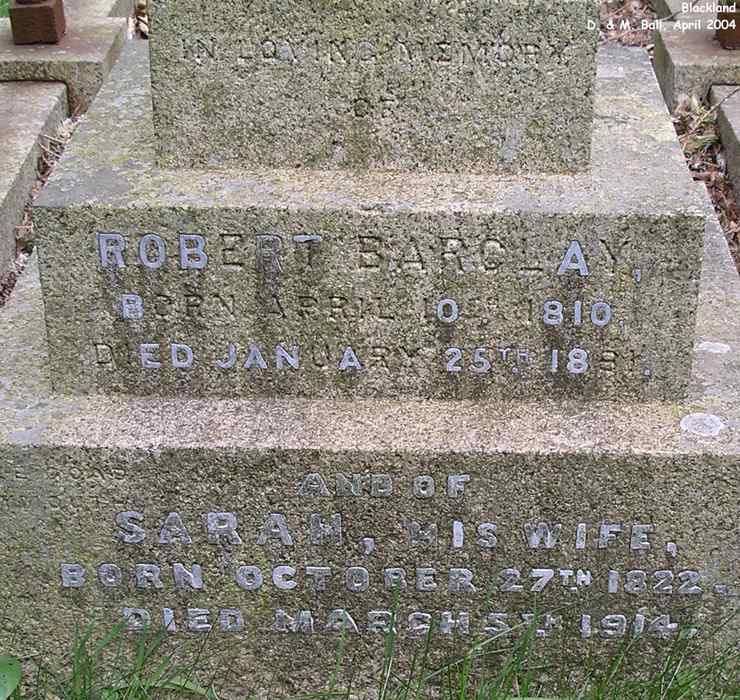 Blackland
D. & M. Ball, April 2004
IN LOVING MEMORY
OF
ROBERT BARCLAY,
BORN APRIL 10TH 1810,
DIED JANUARY 25TH 1881.
AND OF
SARAH, HIS WIFE,
BORN OCTOBER 27TH 1822,
DIED MARCH 5TH 1914.